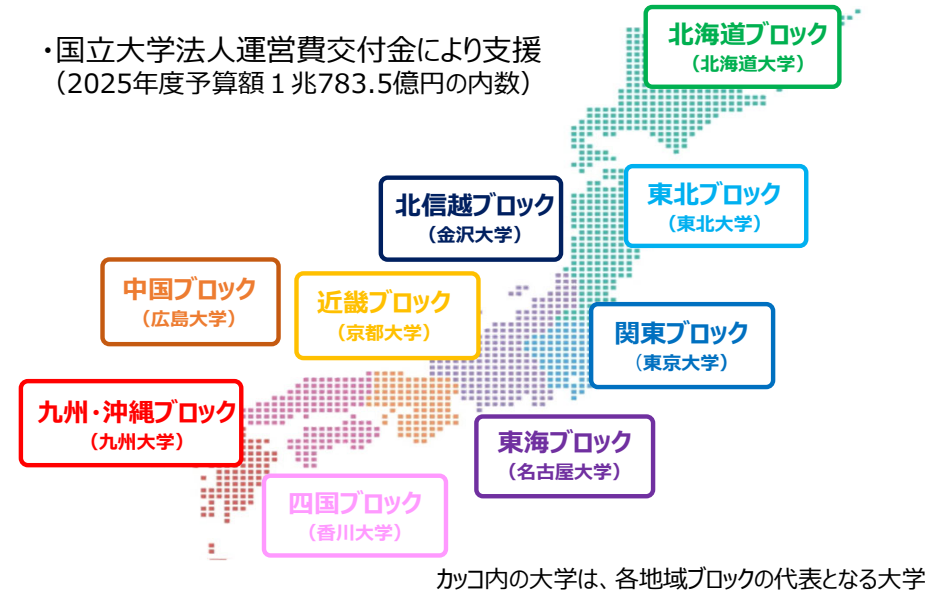 ・国立大学法人運営費交付金により支援
（2025年度予算額１兆783.5億円の内数）
北海道ブロック
（北海道大学）
東北ブロック
（東北大学）
北信越ブロック
（金沢大学）
中国ブロック
（広島大学）
近畿ブロック
（京都大学）
関東ブロック
（東京大学）
九州・沖縄ブロック
（九州大学）
東海ブロック
（名古屋大学）
四国ブロック
（香川大学）
カッコ内の大学は、各地域ブロックの代表となる大学